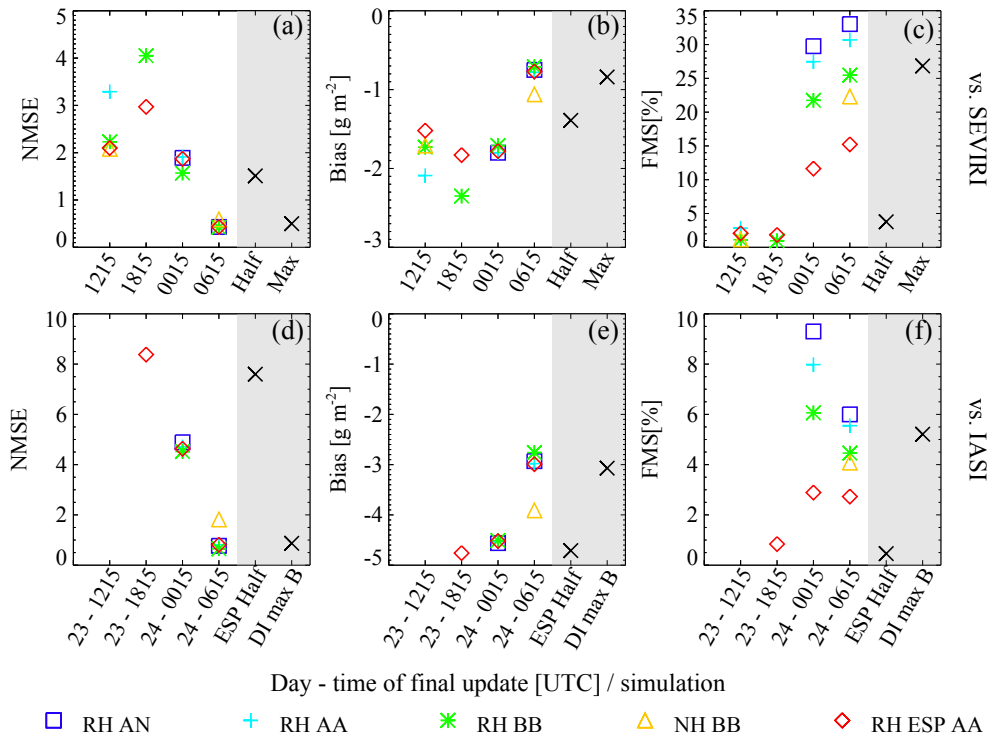 (a)
NMSE
5
4
3
2
1
0
1215
1815
0015
0615
Half
Max
(b)
Bias [g m-2]
-0
-1
-2
-3
1215
1815
0015
0615
Half
Max
(c)
FMS[%]
35
30
25
20
15
10
5
0
1215
1815
0015
0615
Half
Max
vs. SEVIRI
(d)
NMSE
10
8
6
4
2
0
23 - 1215
23 - 1815
24 - 0015
24 - 0615
ESP Half
DI max B
(e)
Bias [g m-2]
0
-1
-2
-3
-4
-5
23 - 1215
23 - 1815
24 - 0015
24 - 0615
ESP Half
DI max B
(f)
FMS[%]
10
8
6
4
2
0
23 - 1215
23 - 1815
24 - 0015
24 - 0615
ESP Half
DI max B
vs. IASI
Day - time of final update [UTC] / simulation
RH AN
RH AA
RH BB
NH BB
RH ESP AA